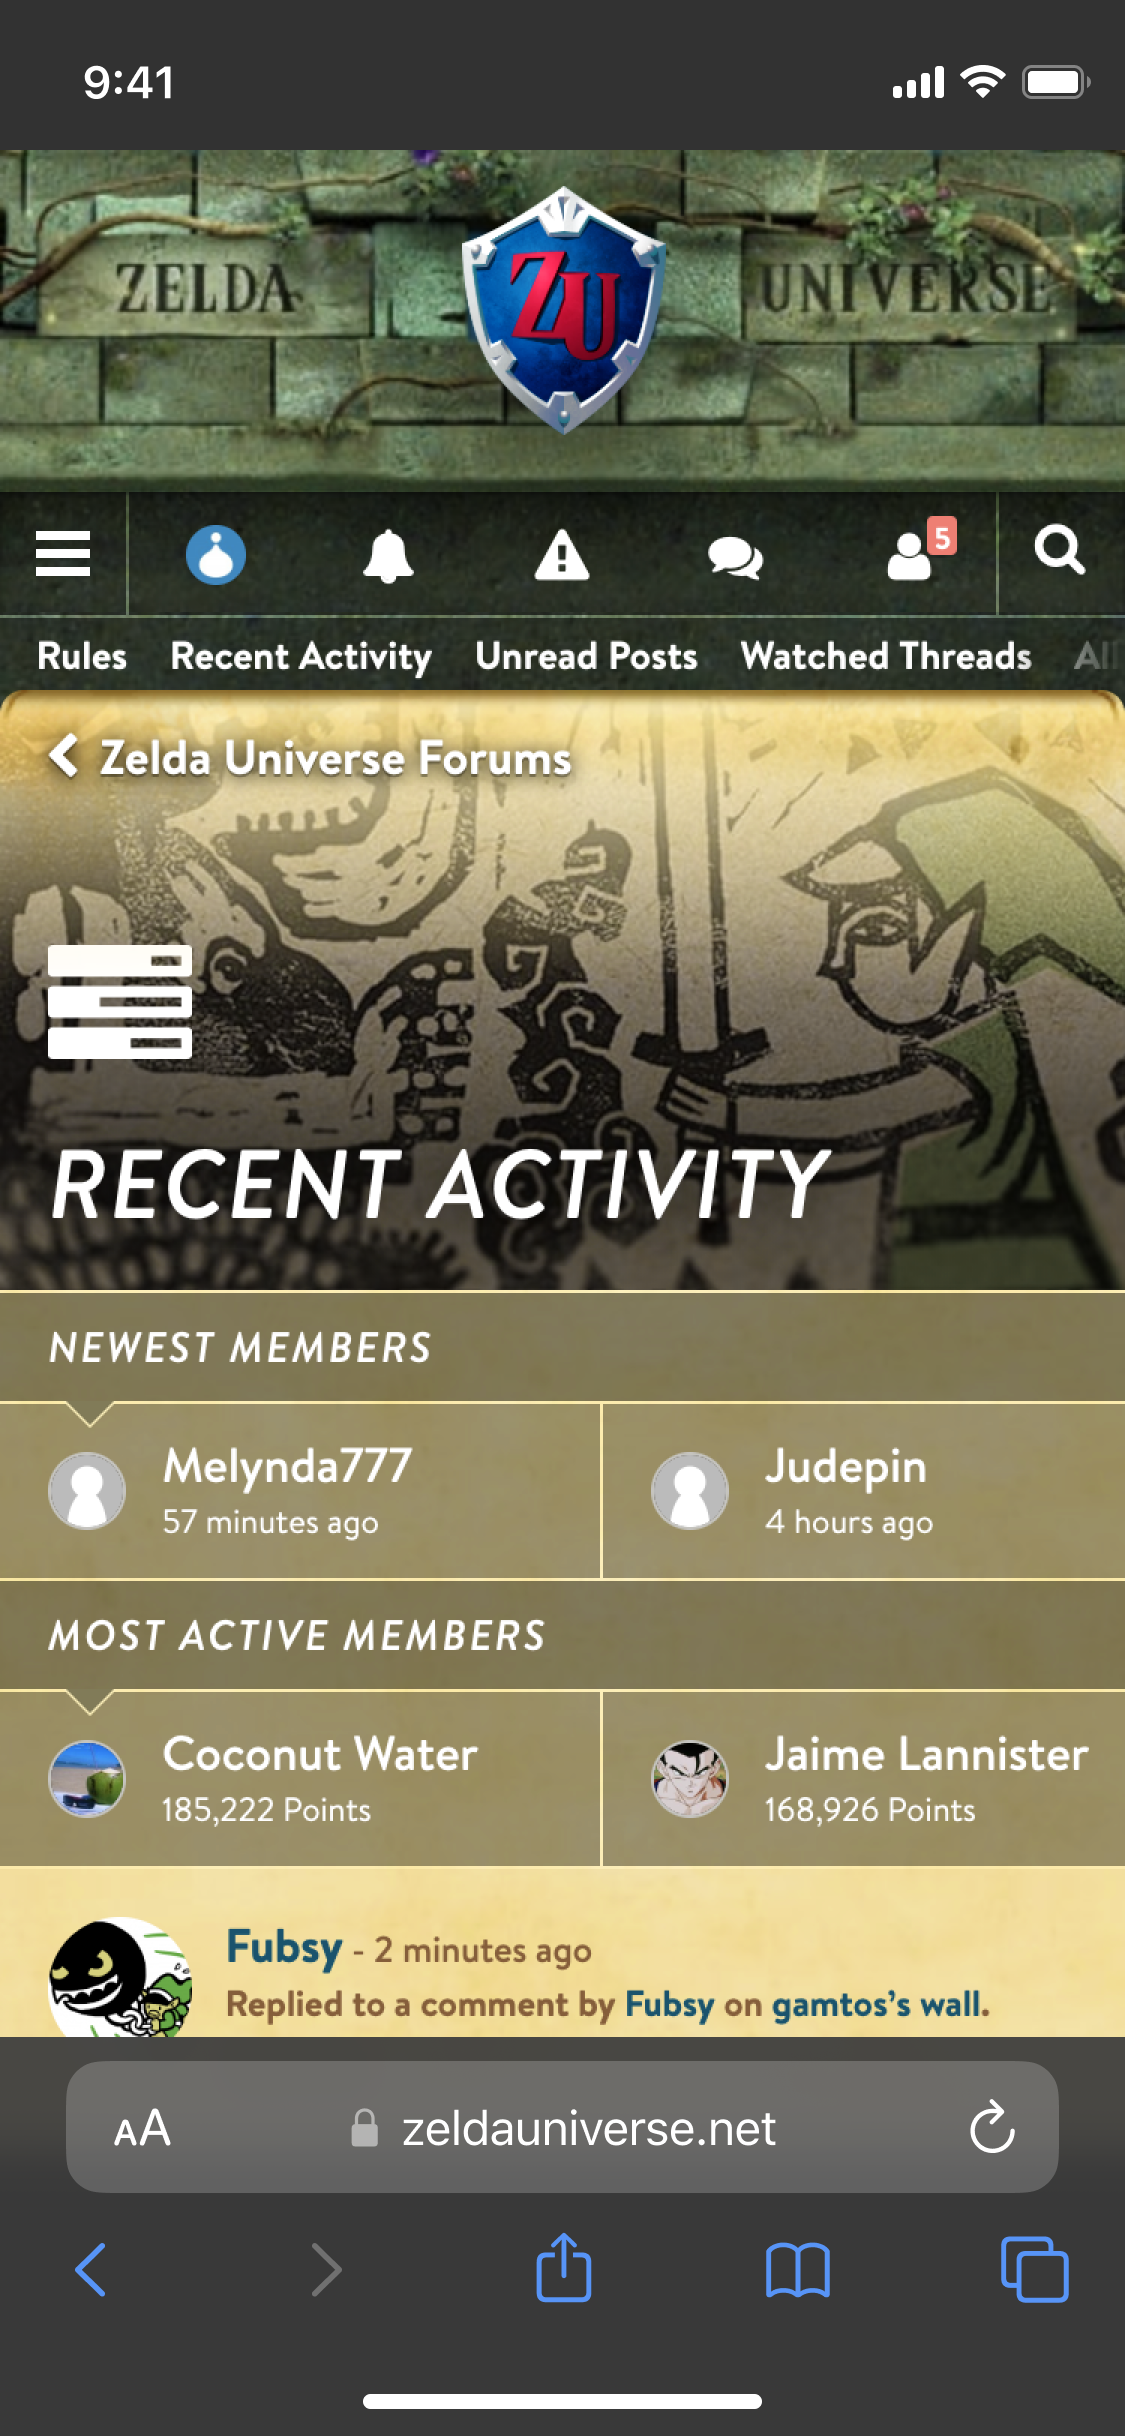 9:41
ZELDA
ZU
UNIVERSE
5
Rules Recent Activity Unread Posts Watched Threads All
Zelda Universe Forums
RECENT ACTIVITY
NEWEST MEMBERS
Melynda777
57 minutes ago
Judepin
4 hours ago
MOST ACTIVE MEMBERS
Coconut Water
185,222 Points
Jaime Lannister
168,926 Points
Fubsy - 2 minutes ago
Replied to a comment by Fubsy on gamtos’s wall.
AA zeldauniverse.net